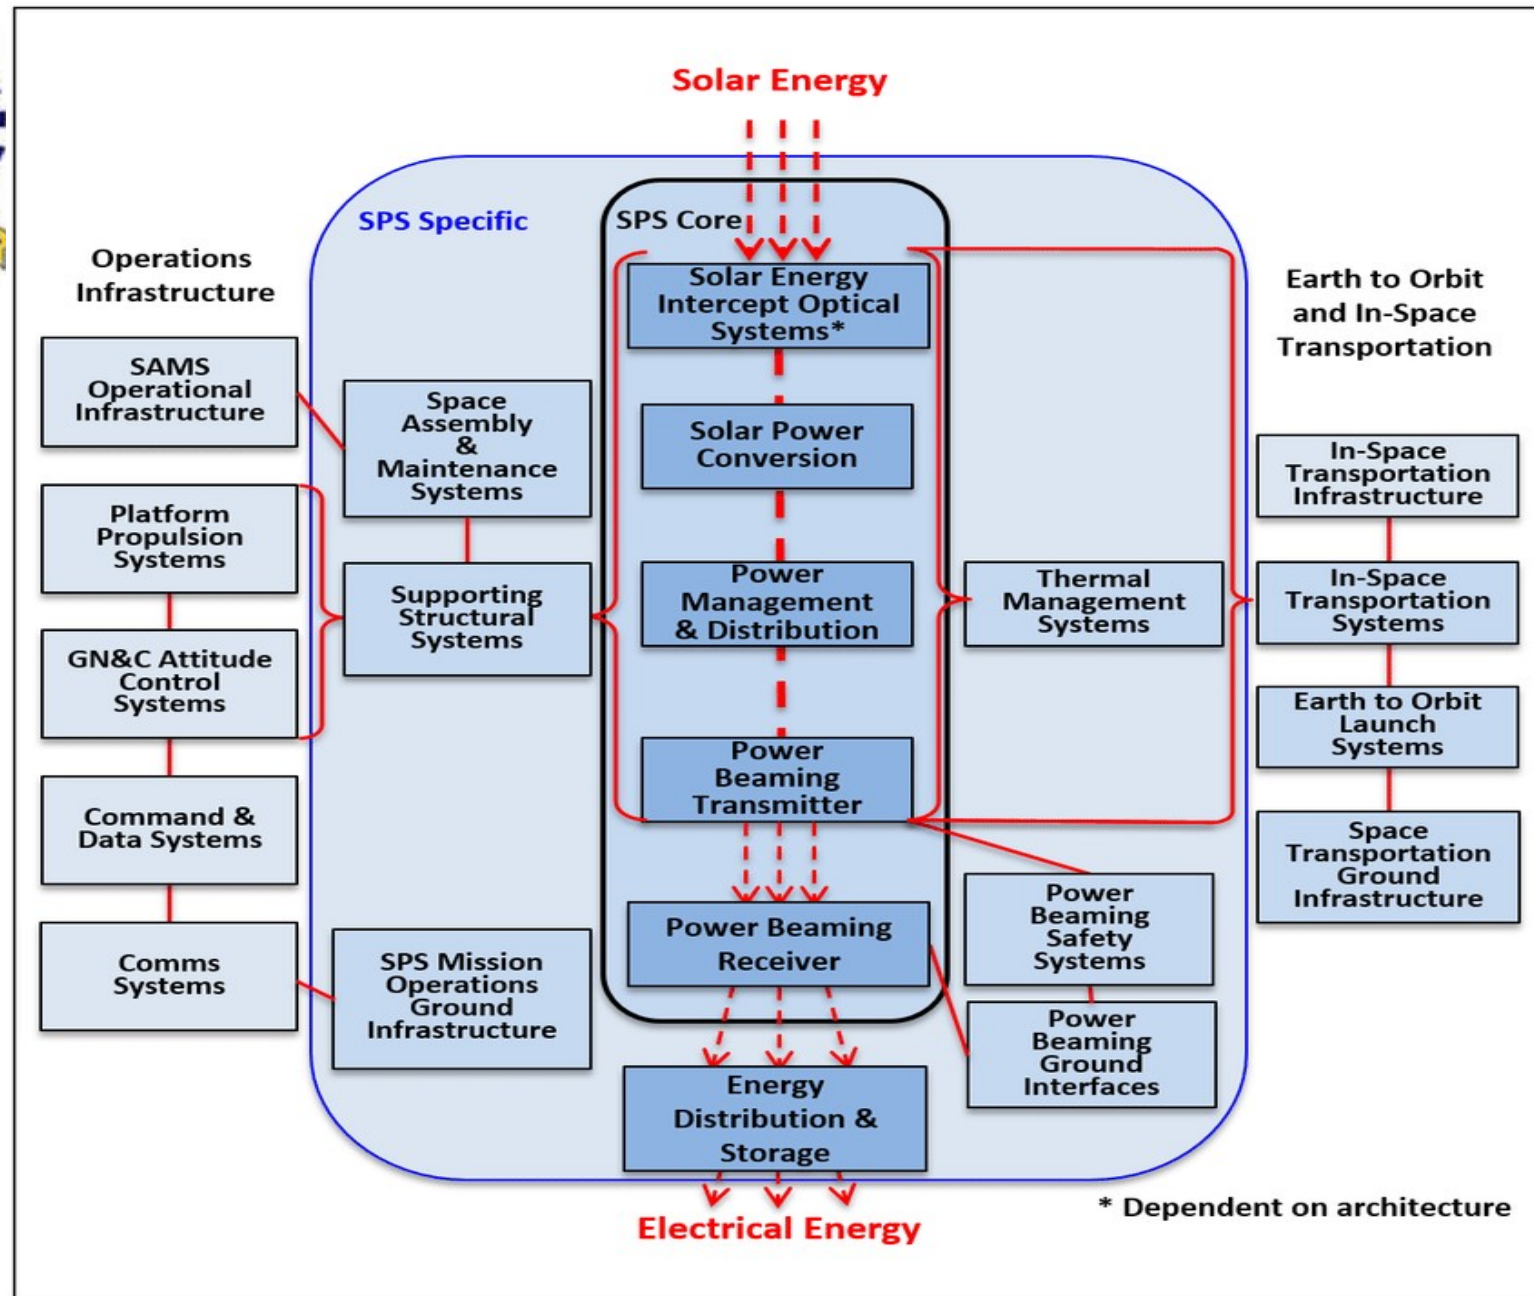 Solar Energy
SPS Specific
SPS Core
Operations
Infrastructure
SAMS
Operational
Infrastructure
Platform
Propulsion
Systems
GN&C Attitude
Control
Systems
Command &
Data Systems
Comms
Systems
Space
Assembly
&
Maintenance
Systems
Supporting
Structural
Systems
SPS Mission
Operations
Ground
Infrastructure
Solar Energy
Intercept Optical
Systems*
Solar Power
Conversion
Power
Management
& Distribution
Power
Beaming
Transmitter
Power Beaming
Receiver
Energy
Distribution &
Storage
Thermal
Management
Systems
Power
Beaming
Safety
Systems
Power
Beaming
Ground
Interfaces
Earth to Orbit
and In-Space
Transportation
In-Space
Transportation
Infrastructure
In-Space
Transportation
Systems
Earth to Orbit
Launch
Systems
Space
Transportation
Ground
Infrastructure
* Dependent on architecture
Electrical Energy